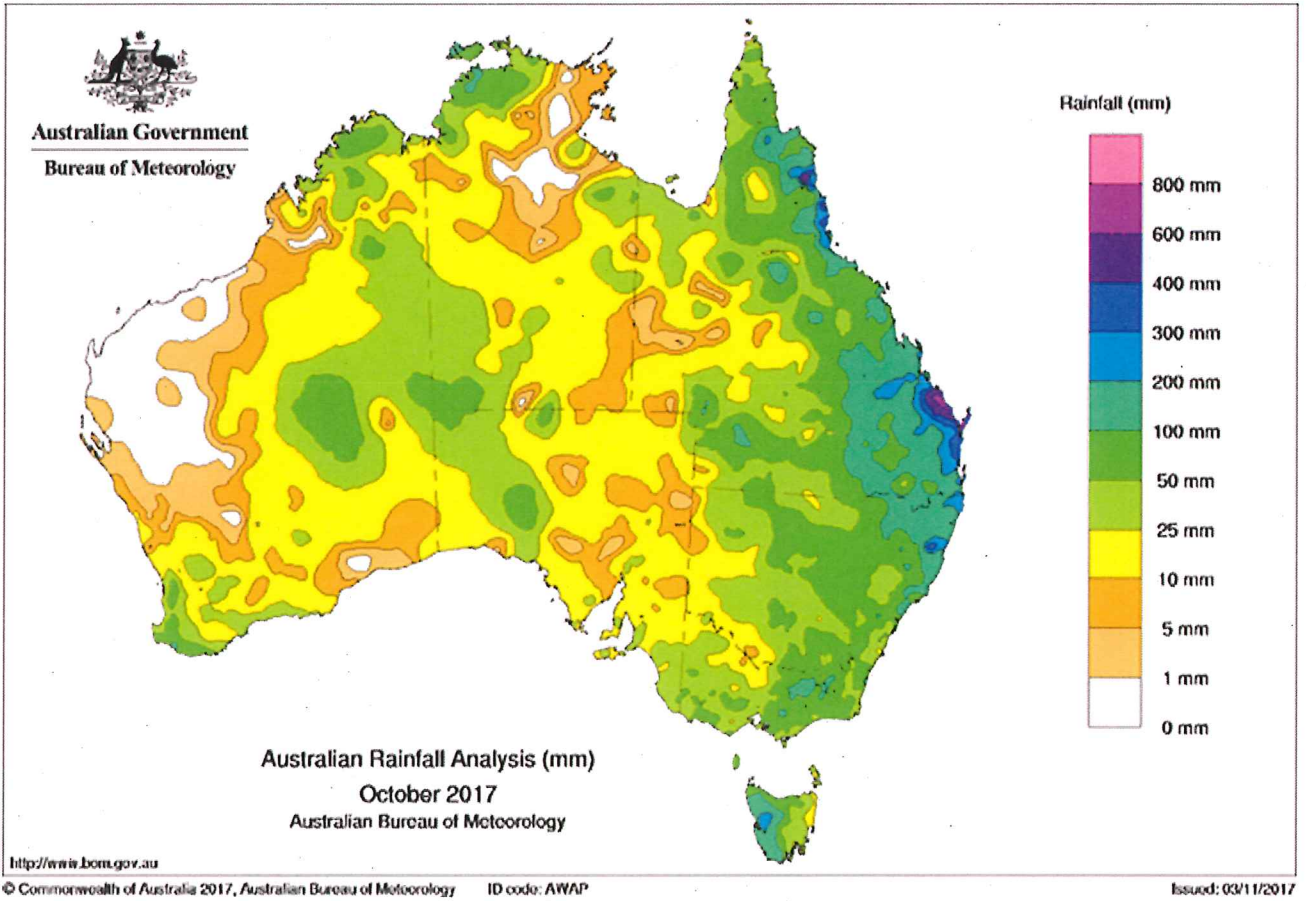 Australian Government
Bureau of Meteorology
Rainfall (mm)
800 mm
600 mm
400 mm
300 mm
200 mm
100 mm
50 mm
25 mm
10 mm
5 mm
1 mm
0 mm
Australian Rainfall Analysis (mm)
October 2017
Australian Bureau of Meteorology
http://www.bom.gov.au
© Commonwealth of Australia 2017, Australian Bureau of Meteorology ID code: AWAP Issued: 03/11/2017